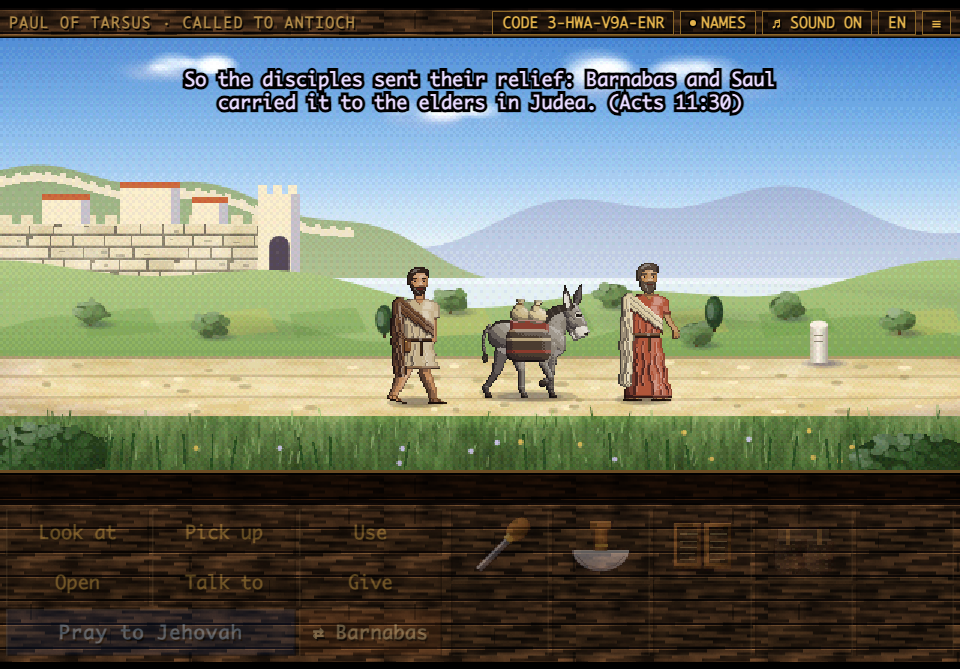 PAUL OF TARSUS · CALLED TO ANTIOCH
CODE 3-HWA-V9A-ENR
• NAMES
♬ SOUND ON
EN
≡
So the disciples sent their relief: Barnabas and Saul
carried it to the elders in Judea. (Acts 11:30)
Look at
Pick up
Use
Open
Talk to
Give
Pray to Jehovah
⇄ Barnabas